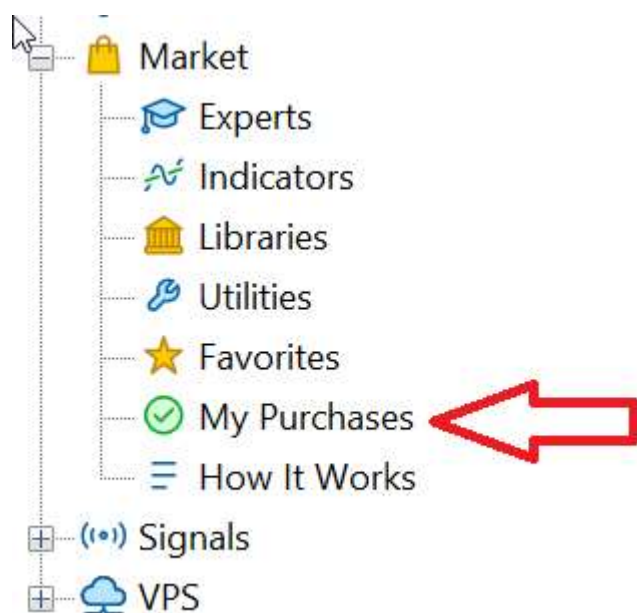 Market
Experts
Indicators
Libraries
Utilities
Favorites
My Purchases
How It Works
Signals
VPS